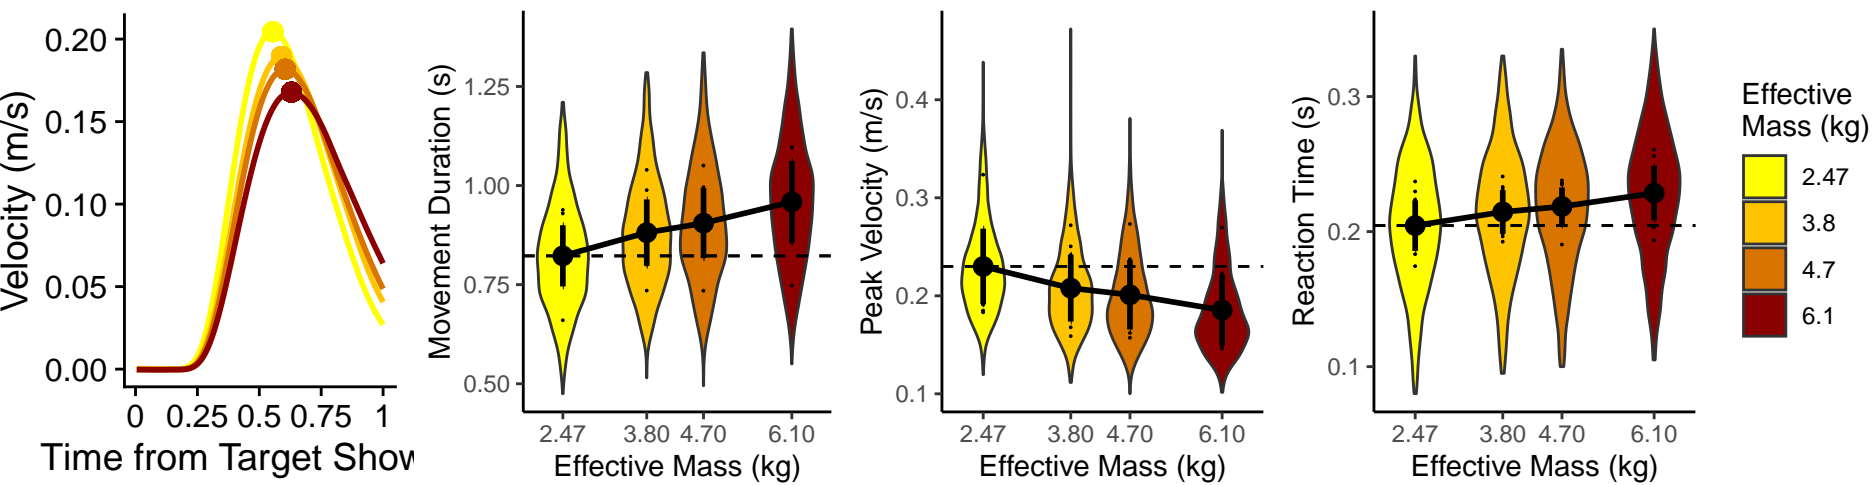 Velocity (m/s)
0.20
0.15
0.10
0.05
0.00
0 0.25 0.5 0.75 1
Time from Target Show
Movement Duration (s)
1.25
1.00
0.75
0.50
2.47 3.80 4.70 6.10
Effective Mass (kg)
Peak Velocity (m/s)
0.4
0.3
0.2
0.1
2.47 3.80 4.70 6.10
Effective Mass (kg)
Reaction Time (s)
0.3
0.2
0.1
2.47 3.80 4.70 6.10
Effective Mass (kg)
Effective
Mass (kg)
2.47
3.8
4.7
6.1